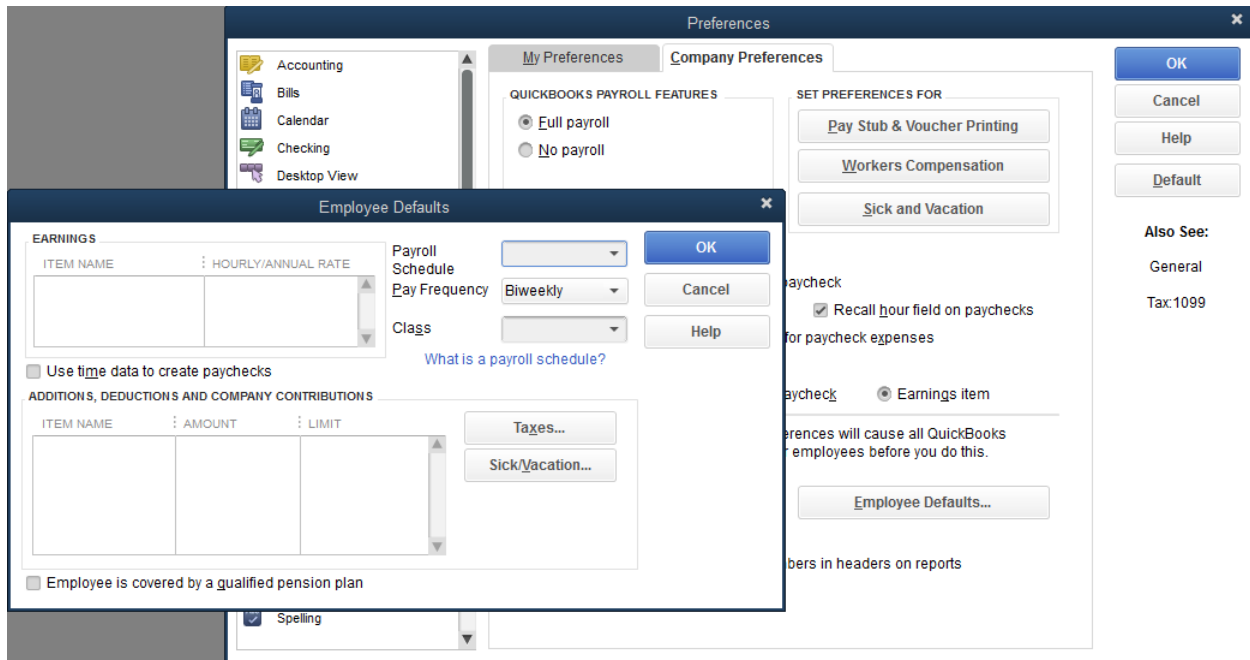 Preferences
Accounting
Bills
Calendar
Checking
Desktop View
Spelling
My Preferences
Company Preferences
QUICKBOOKS PAYROLL FEATURES
Full payroll
No payroll
SET PREFERENCES FOR
Pay Stub & Voucher Printing
Workers Compensation
Sick and Vacation
paycheck
Recall hour field on paychecks
for paycheck expenses
paycheck
Earnings item
erences will cause all QuickBooks
r employees before you do this.
Employee Defaults...
bers in headers on reports
OK
Cancel
Help
Default
Also See:
General
Tax:1099
Employee Defaults
EARNINGS
ITEM NAME
HOURLY/ANNUAL RATE
Payroll
Schedule
Pay Frequency
Biweekly
Class
What is a payroll schedule?
OK
Cancel
Help
Use time data to create paychecks
ADDITIONS, DEDUCTIONS AND COMPANY CONTRIBUTIONS
ITEM NAME
AMOUNT
LIMIT
Taxes...
Sick/Vacation...
Employee is covered by a qualified pension plan